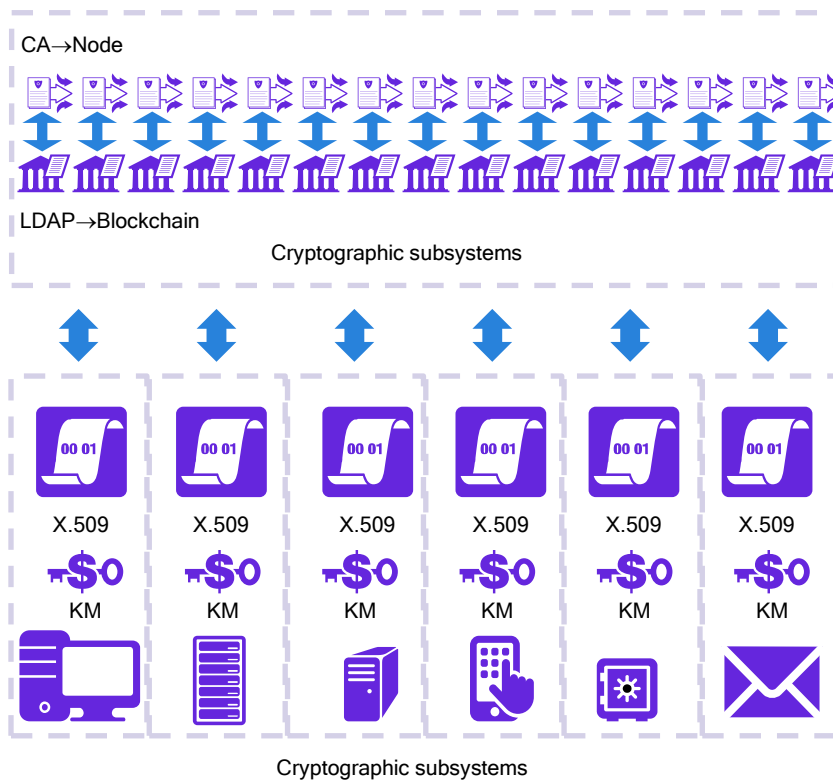 CA→Node
LDAP→Blockchain
Cryptographic subsystems
00 01 00 01 00 01 00 01 00 01 00 01
X.509 X.509 X.509 X.509 X.509 X.509
$ $ $ $ $ $
KM KM KM KM KM KM
Cryptographic subsystems